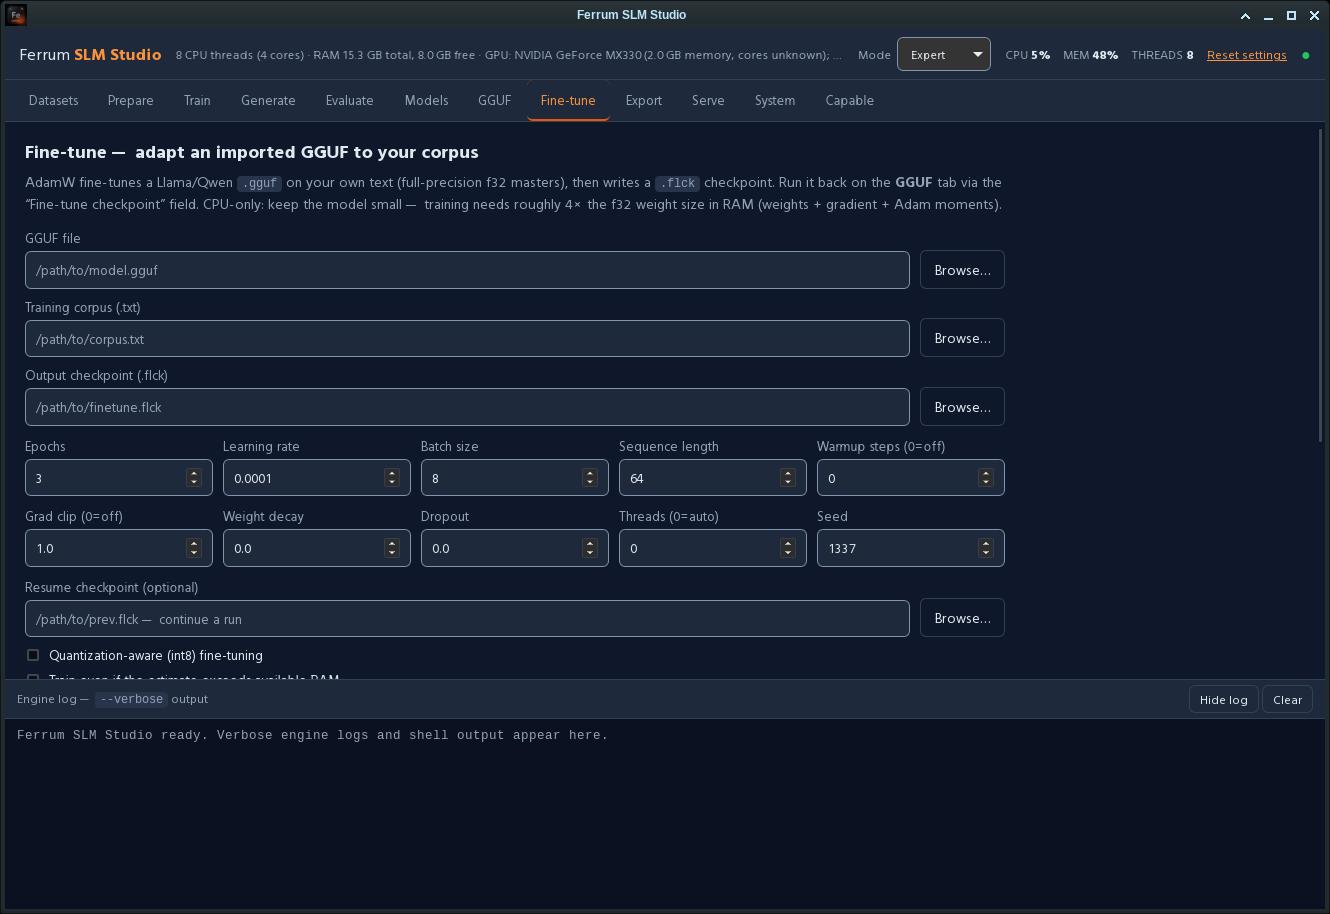 Fe
Ferrum SLM Studio
Ferrum SLM Studio 8 CPU threads (4 cores) · RAM 15.3 GB total, 8.0 GB free · GPU: NVIDIA GeForce MX330 (2.0 GB memory, cores unknown); ... Mode Expert CPU 5% MEM 48% THREADS 8 Reset settings
Datasets Prepare Train Generate Evaluate Models GGUF Fine-tune Export Serve System Capable
Fine-tune — adapt an imported GGUF to your corpus
AdamW fine-tunes a Llama/Qwen .gguf on your own text (full-precision f32 masters), then writes a .flck checkpoint. Run it back on the GGUF tab via the
“Fine-tune checkpoint” field. CPU-only: keep the model small — training needs roughly 4× the f32 weight size in RAM (weights + gradient + Adam moments).
GGUF file
/path/to/model.gguf Browse...
Training corpus (.txt)
/path/to/corpus.txt Browse...
Output checkpoint (.flck)
/path/to/finetune.flck Browse...
Epochs Learning rate Batch size Sequence length Warmup steps (0=off)
3 0.0001 8 64 0
Grad clip (0=off) Weight decay Dropout Threads (0=auto) Seed
1.0 0.0 0.0 0 1337
Resume checkpoint (optional)
/path/to/prev.flck — continue a run Browse...
Quantization-aware (int8) fine-tuning
Train even if the estimate exceeds available RAM
Engine log — --verbose output Hide log Clear
Ferrum SLM Studio ready. Verbose engine logs and shell output appear here.